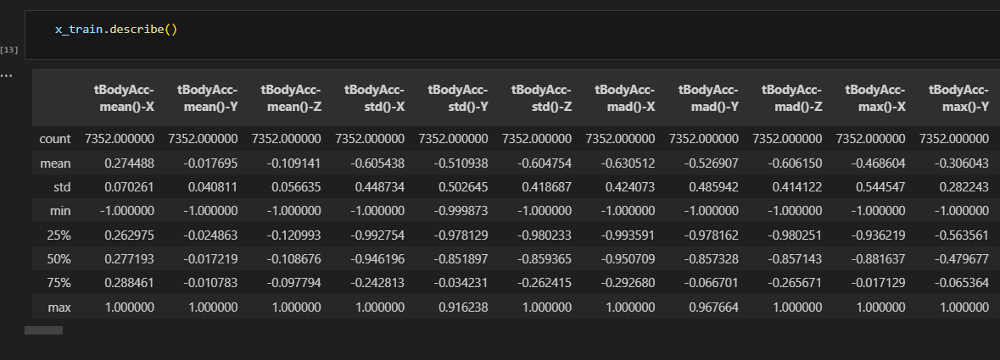 x_train.describe()
[13]
...
tBodyAcc- tBodyAcc- tBodyAcc- tBodyAcc- tBodyAcc- tBodyAcc- tBodyAcc- tBodyAcc- tBodyAcc- tBodyAcc- tBodyAcc-
mean()-X mean()-Y mean()-Z std()-X std()-Y std()-Z mad()-X mad()-Y mad()-Z max()-X max()-Y
count 7352.000000 7352.000000 7352.000000 7352.000000 7352.000000 7352.000000 7352.000000 7352.000000 7352.000000 7352.000000 7352.000000
mean 0.274488 -0.017695 -0.109141 -0.605438 -0.510938 -0.604754 -0.630512 -0.526907 -0.606150 -0.468604 -0.306043
std 0.070261 0.040811 0.056635 0.448734 0.502645 0.418687 0.424073 0.485942 0.414122 0.544547 0.282243
min -1.000000 -1.000000 -1.000000 -1.000000 -0.999873 -1.000000 -1.000000 -1.000000 -1.000000 -1.000000 -1.000000
25% 0.262975 -0.024863 -0.120993 -0.992754 -0.978129 -0.980233 -0.993591 -0.978162 -0.980251 -0.936219 -0.563561
50% 0.277193 -0.017219 -0.108676 -0.946196 -0.851897 -0.859365 -0.950709 -0.857328 -0.857143 -0.881637 -0.479677
75% 0.288461 -0.010783 -0.097794 -0.242813 -0.034231 -0.262415 -0.292680 -0.066701 -0.265671 -0.017129 -0.065364
max 1.000000 1.000000 1.000000 1.000000 0.916238 1.000000 1.000000 0.967664 1.000000 1.000000 1.000000